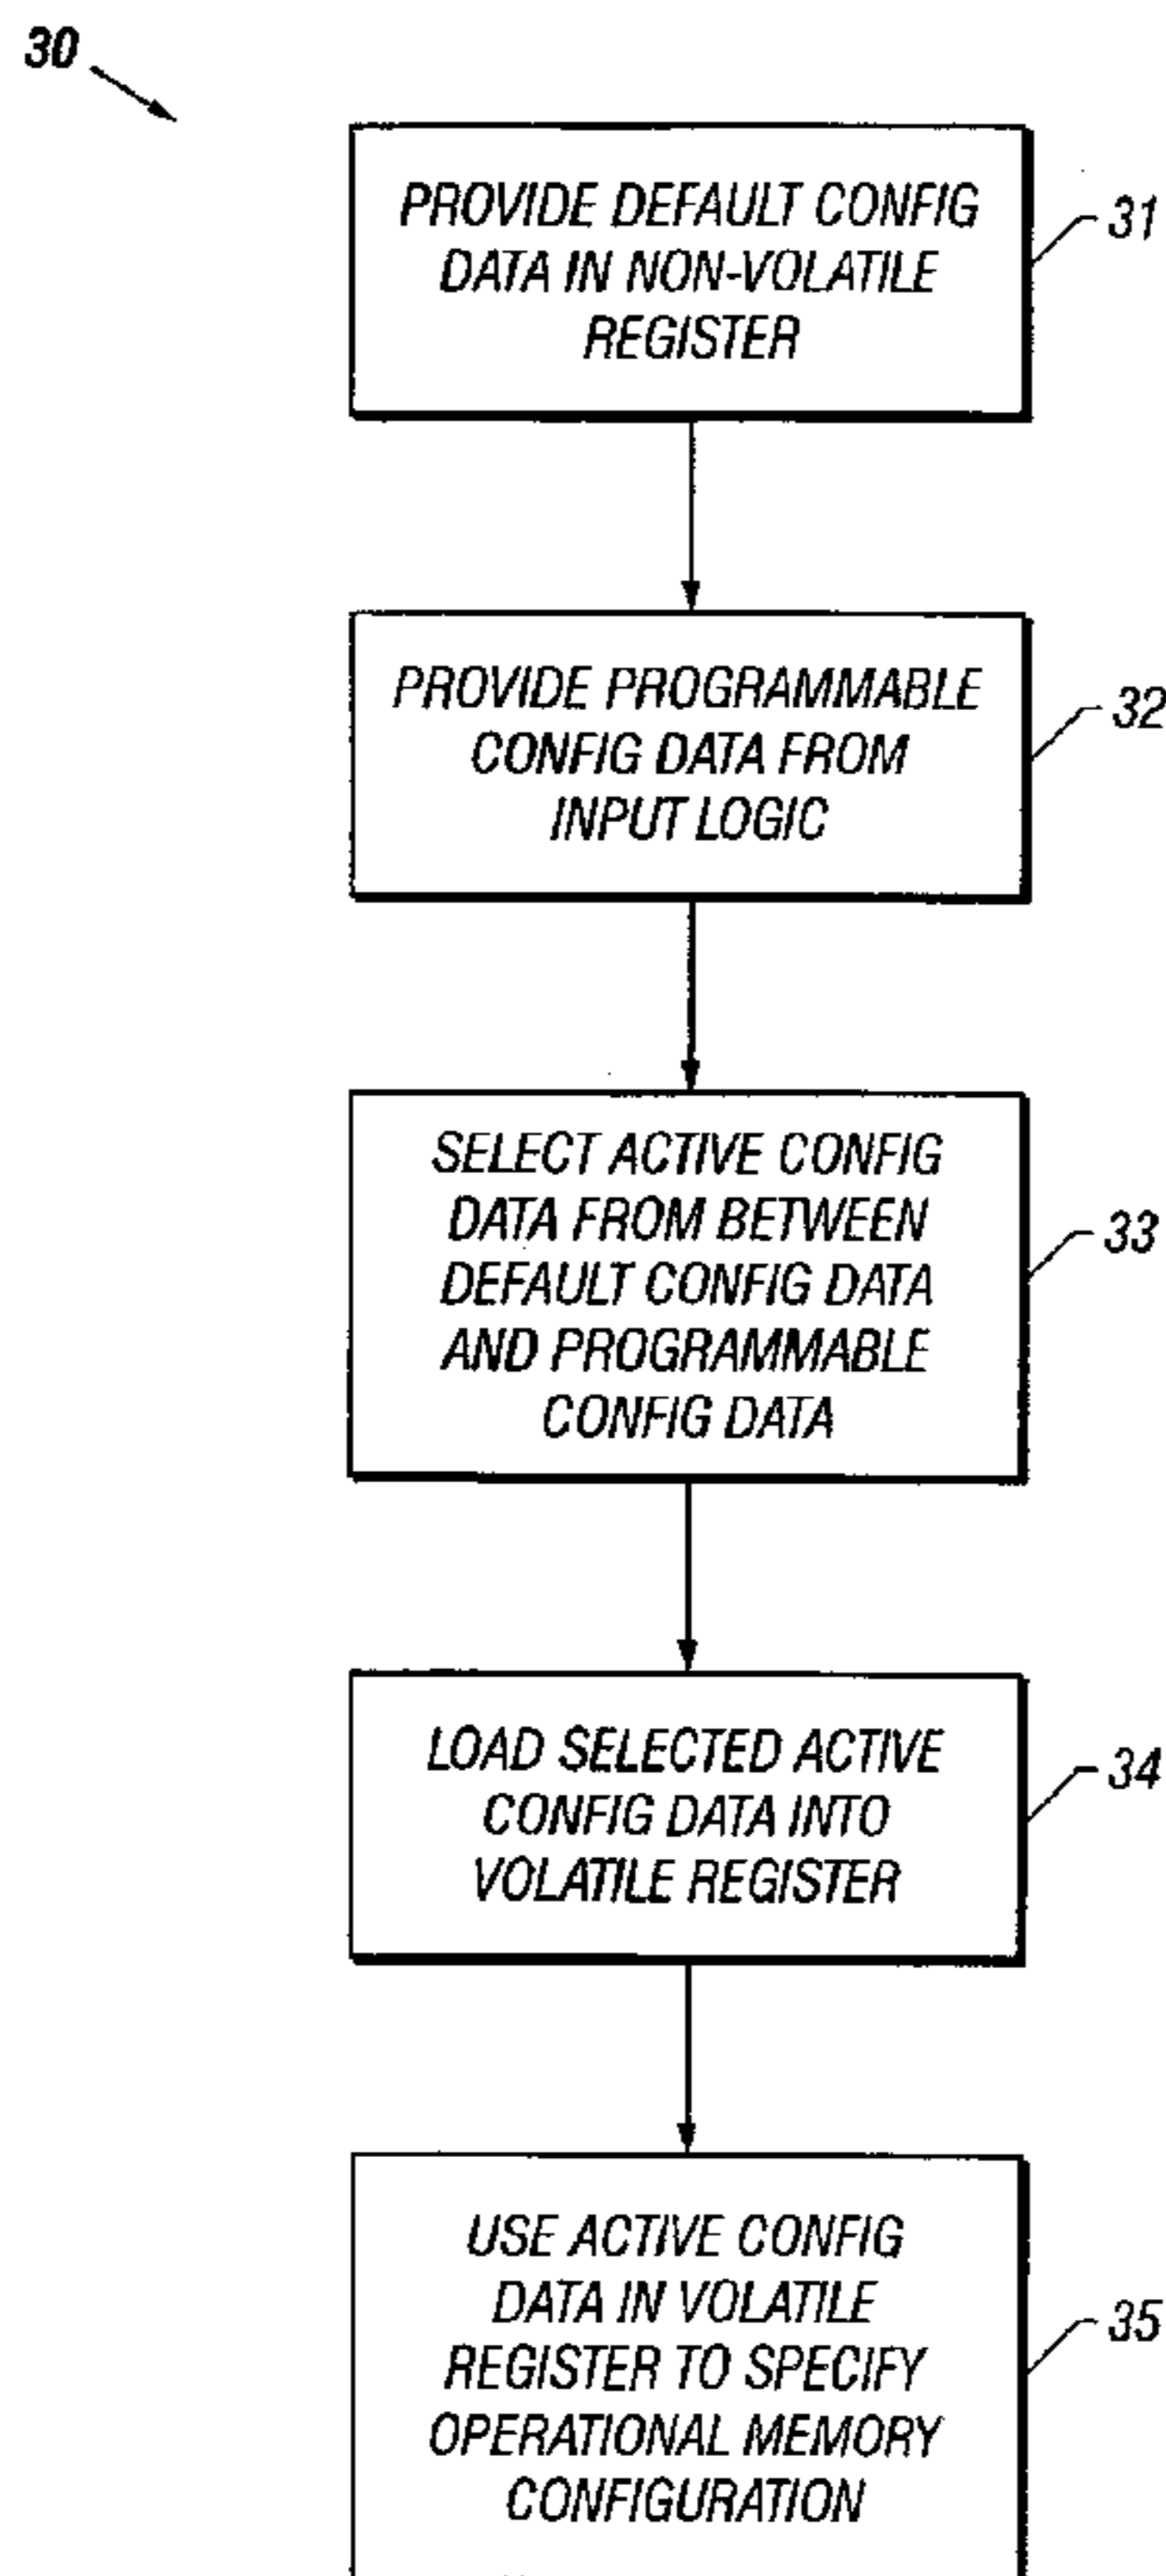 30
PROVIDE DEFAULT CONFIG
DATA IN NON-VOLATILE
REGISTER
31
PROVIDE PROGRAMMABLE
CONFIG DATA FROM
INPUT LOGIC
32
SELECT ACTIVE CONFIG
DATA FROM BETWEEN
DEFAULT CONFIG DATA
AND PROGRAMMABLE
CONFIG DATA
33
LOAD SELECTED ACTIVE
CONFIG DATA INTO
VOLATILE REGISTER
34
USE ACTIVE CONFIG
DATA IN VOLATILE
REGISTER TO SPECIFY
OPERATIONAL MEMORY
CONFIGURATION
35